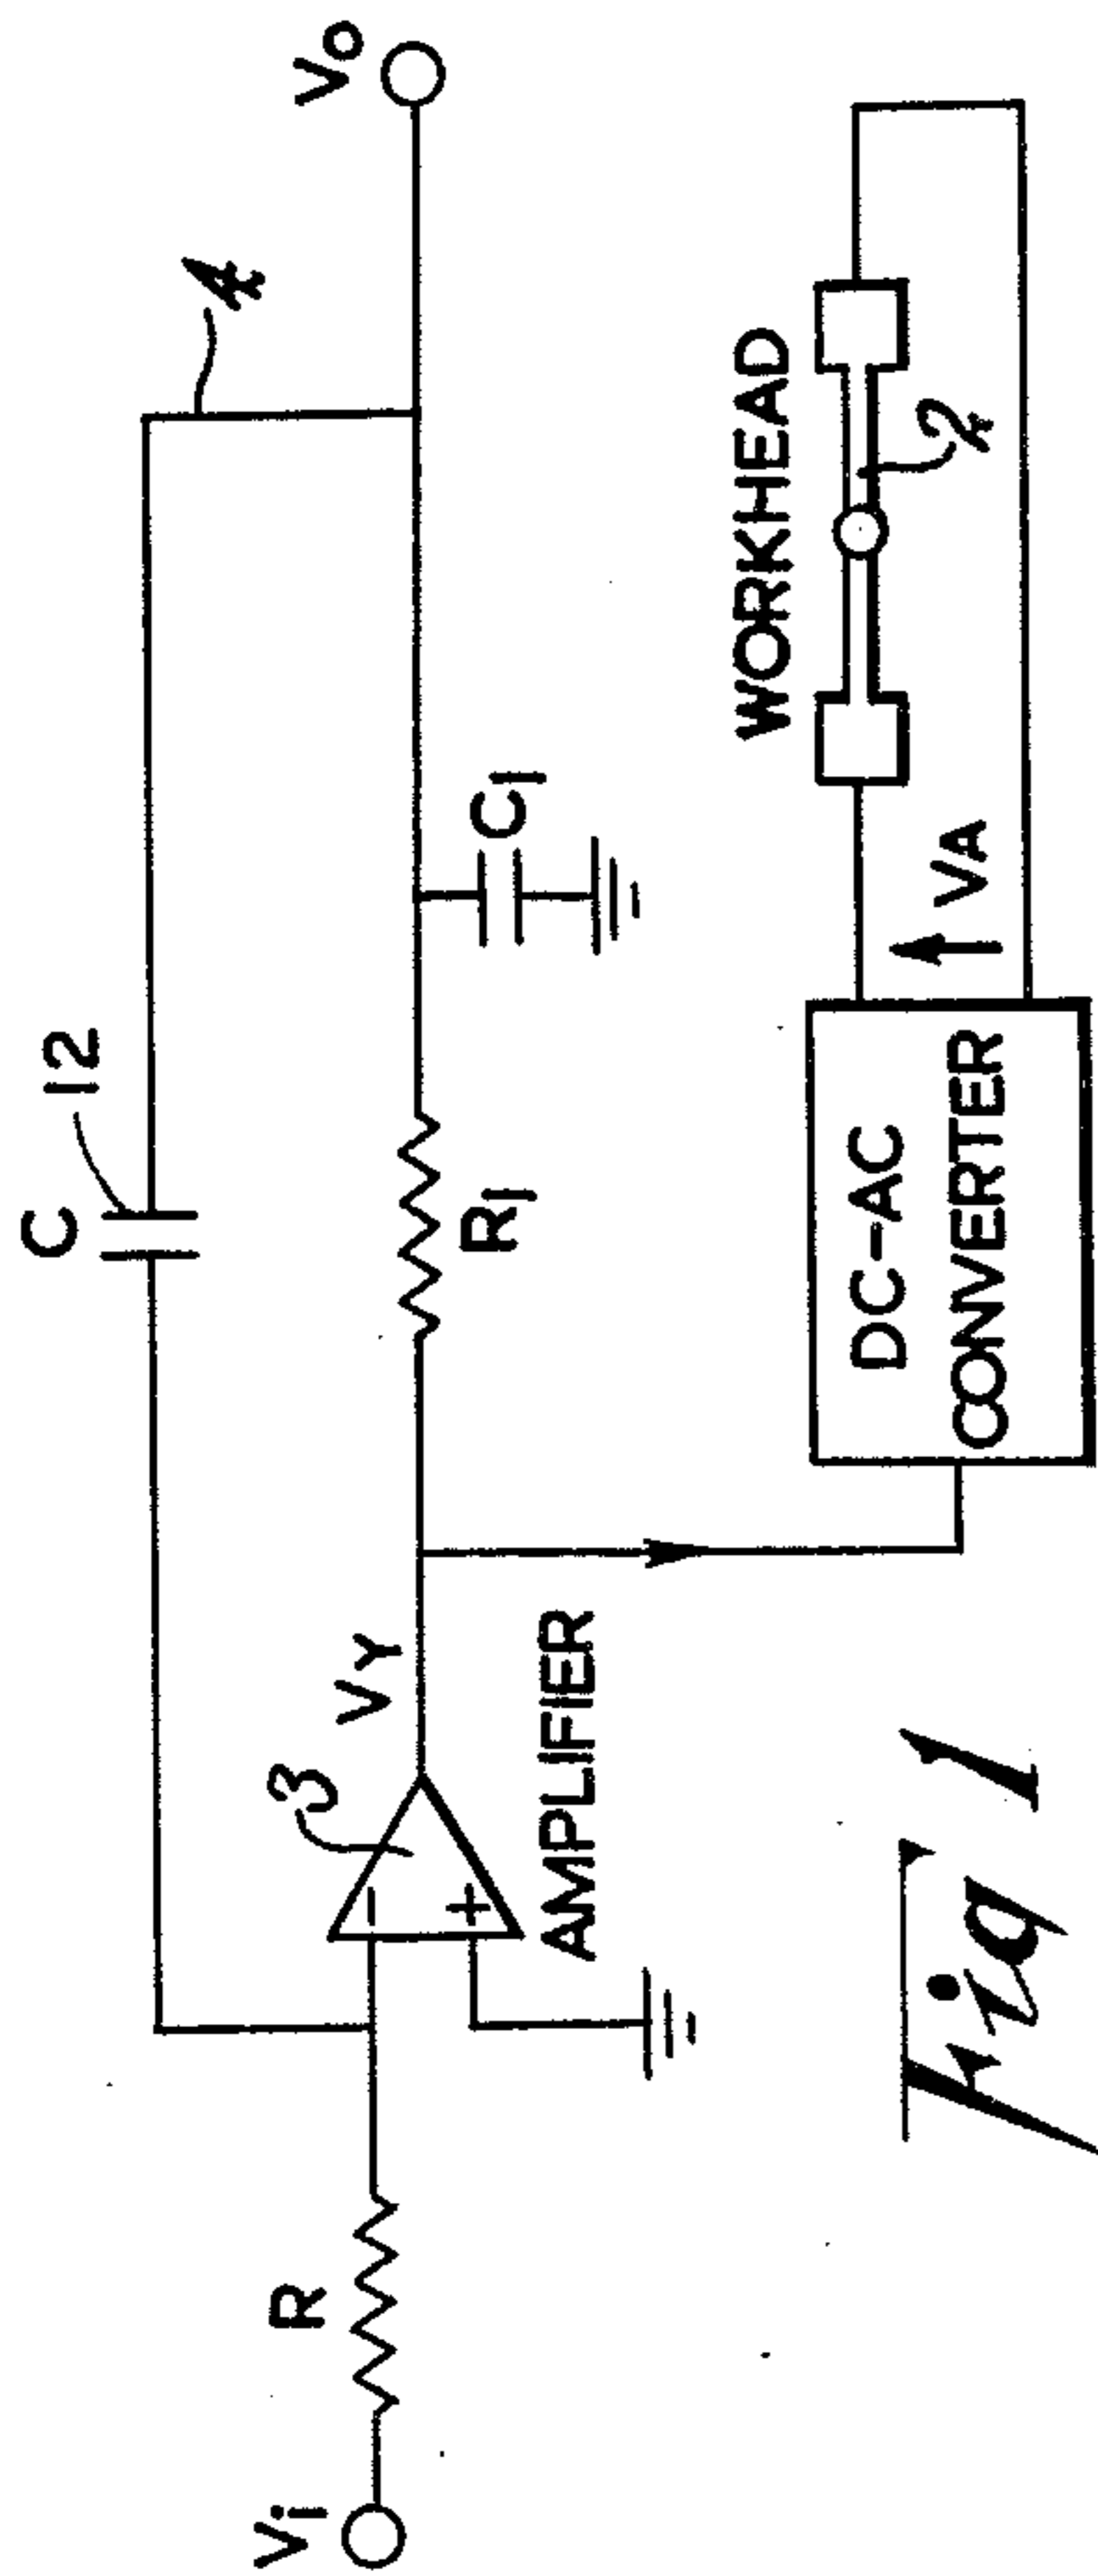 C 12
4
Vi
R
3
VY
R1
C1
VO
AMPLIFIER
WORKHEAD
2
DC-AC
CONVERTER
VA
Fig 1